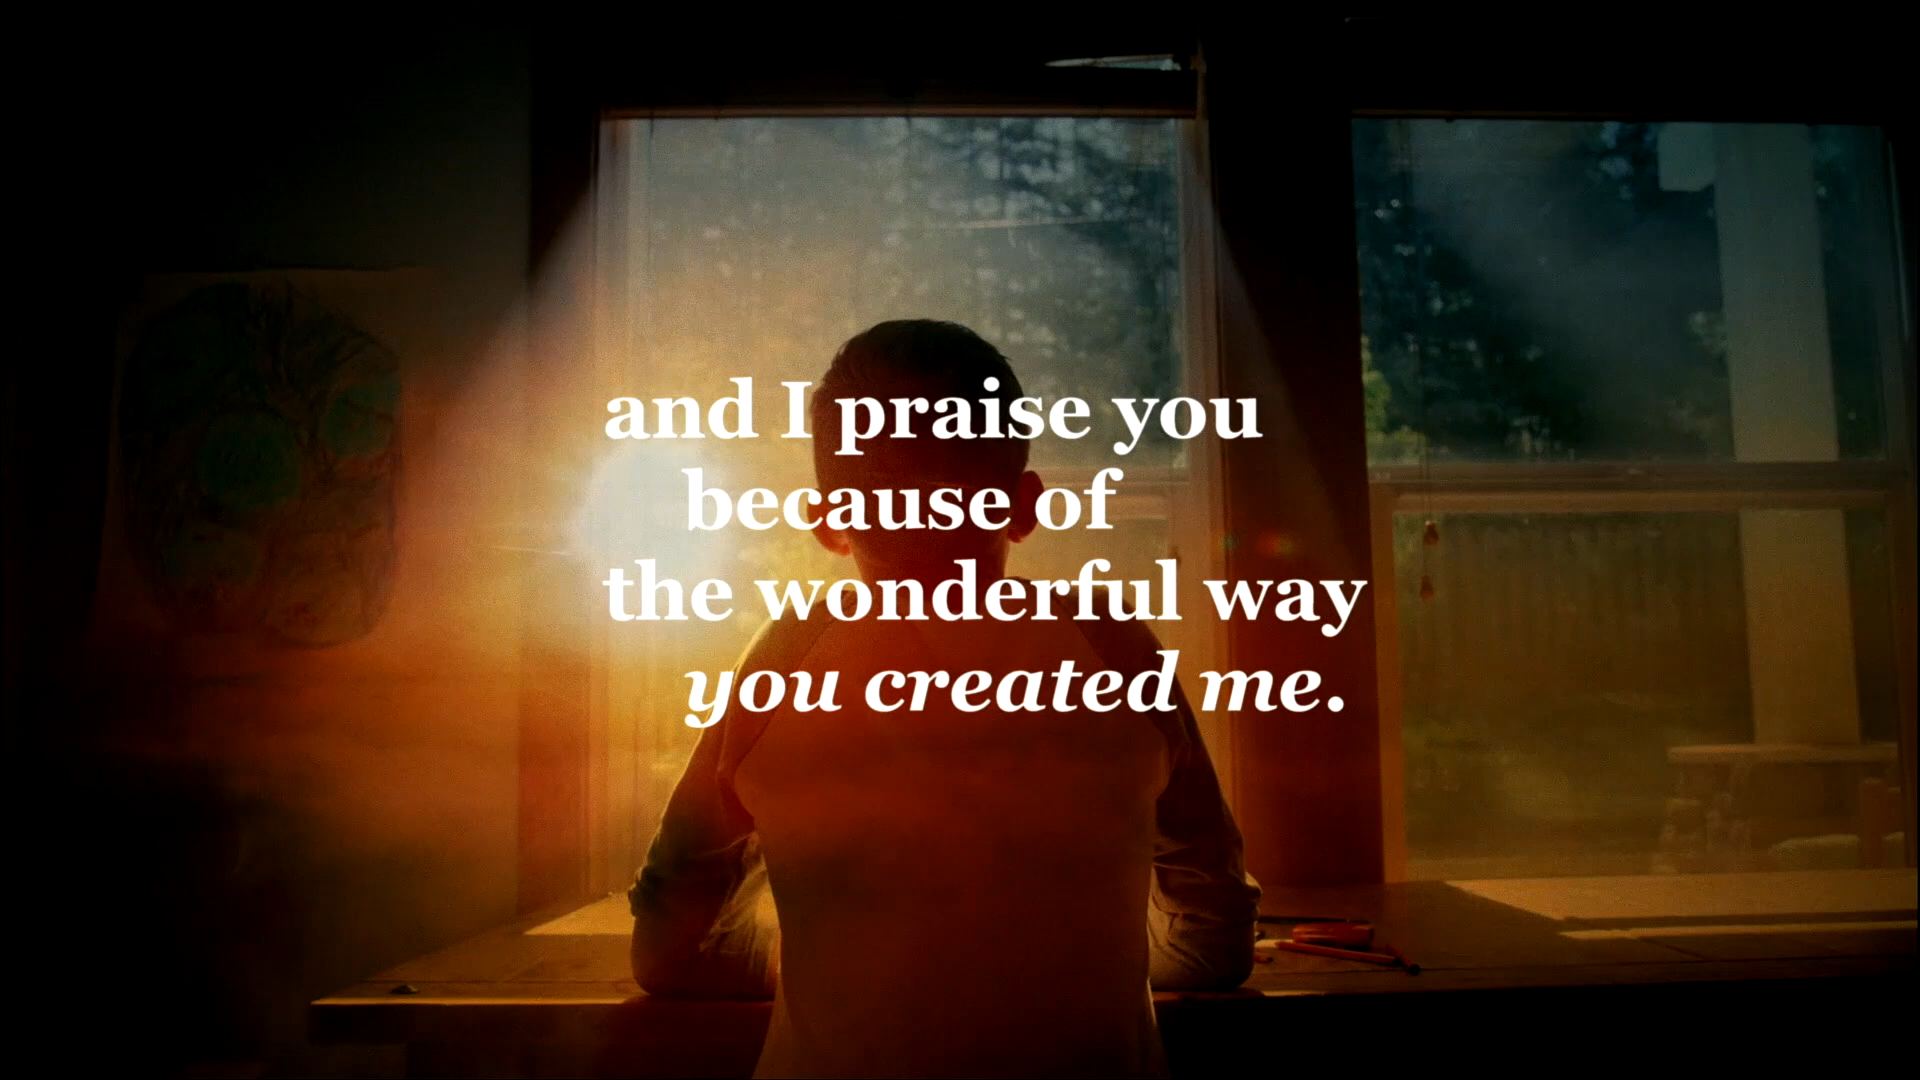 and I praise you
because of
the wonderful way
you created me.